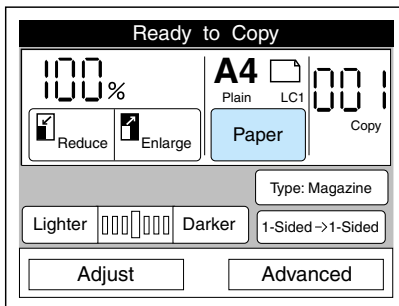 Ready to Copy
100%
A4
Plain LC1
001
Copy
Reduce
Enlarge
Paper
Type: Magazine
Lighter
Darker
1-Sided->1-Sided
Adjust
Advanced